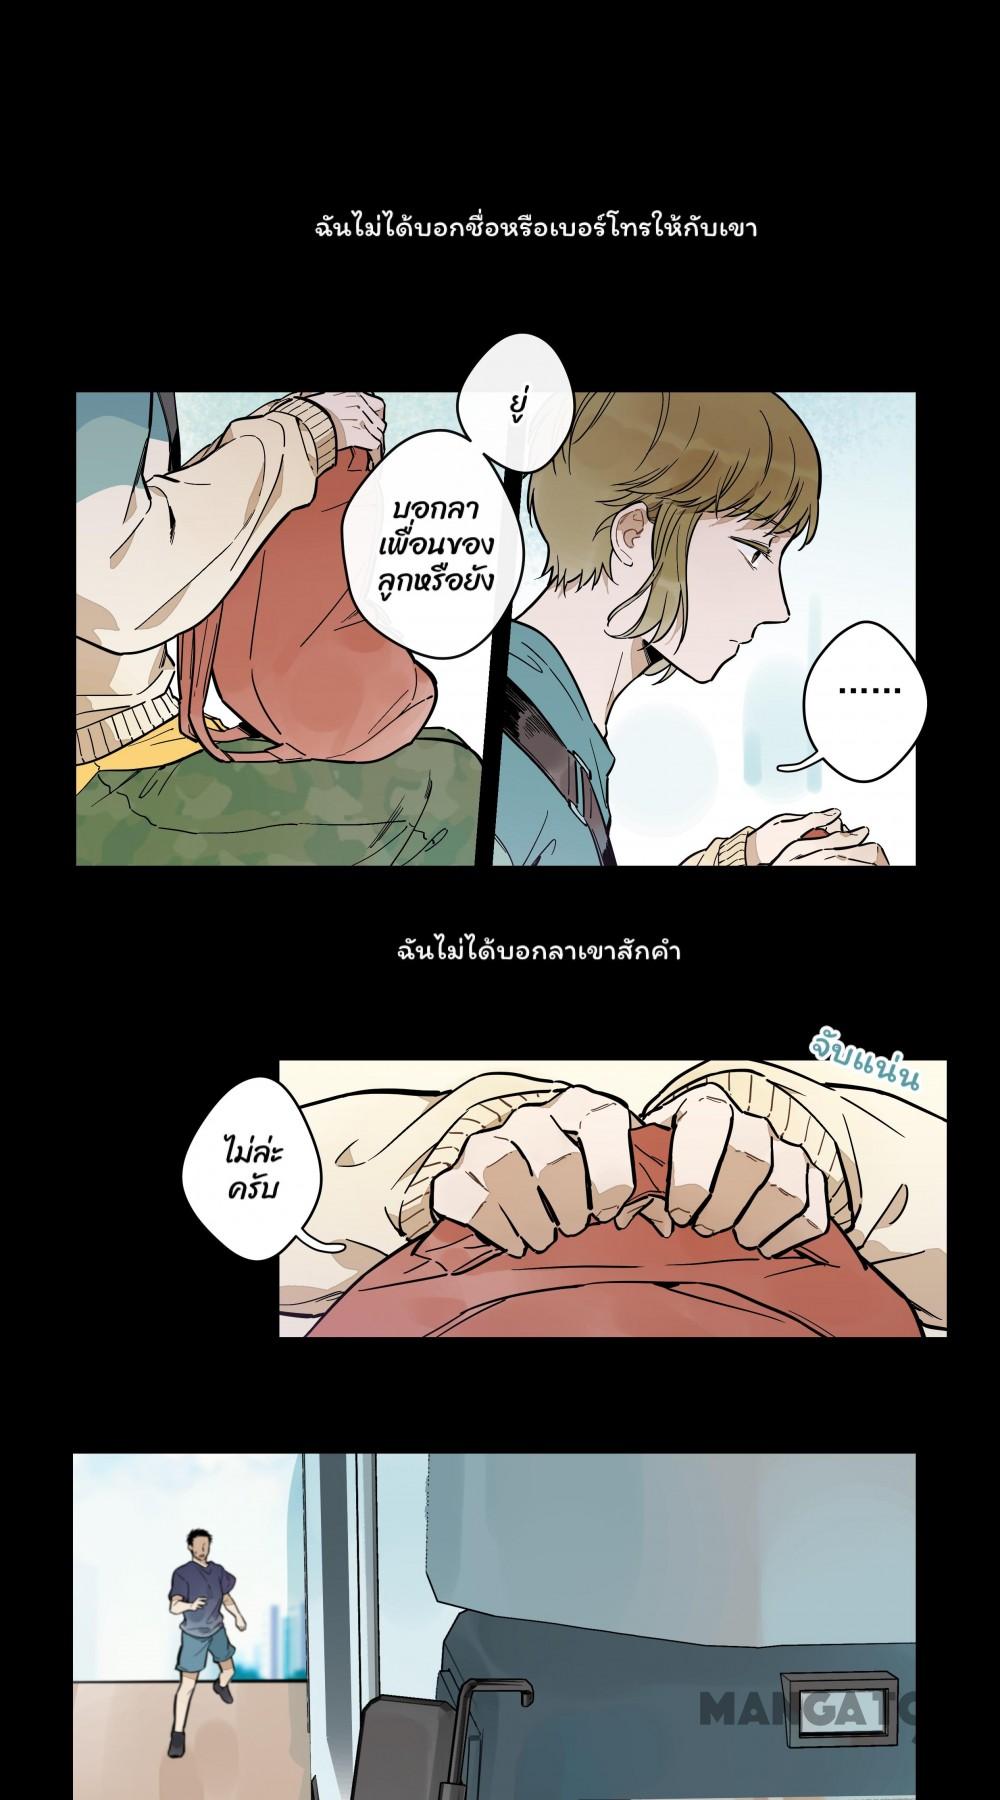 ฉันไม่ได้บอกชื่อหรือเบอร์โทรให้กับเขา
ยู่
บอกลา
เพื่อนของ
ลูกหรือยัง
......
ฉันไม่ได้บอกลาเขาสักคำ
จับแน่น
ไม่ล่ะ
ครับ
MANGATO